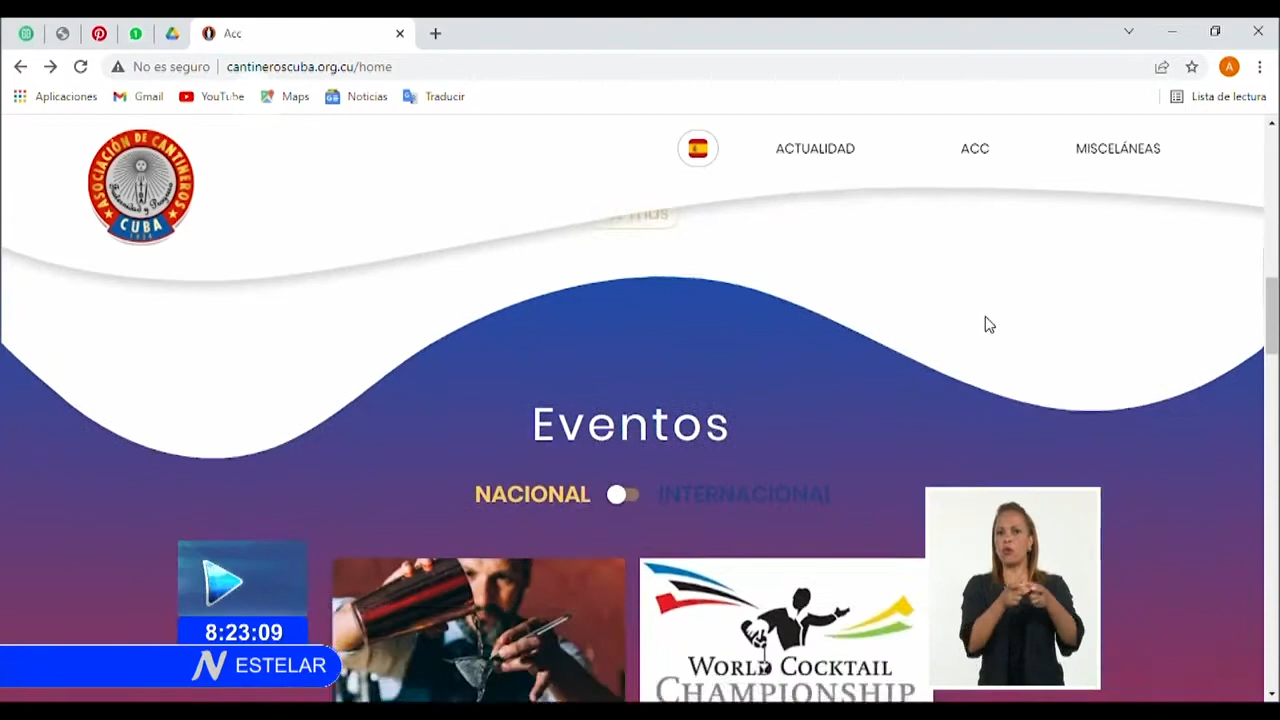 Acc
No es seguro
cantineroscuba.org.cu/home
Aplicaciones
Gmail
YouTube
Maps
Noticias
Traducir
Lista de lectura
ASOCIACIÓN DE CANTINEROS
CUBA
ACTUALIDAD
ACC
MISCELÁNEAS
Eventos
NACIONAL
INTERNACIONAL
8:23:09
N ESTELAR
WORLD COCKTAIL
CHAMPIONSHIP